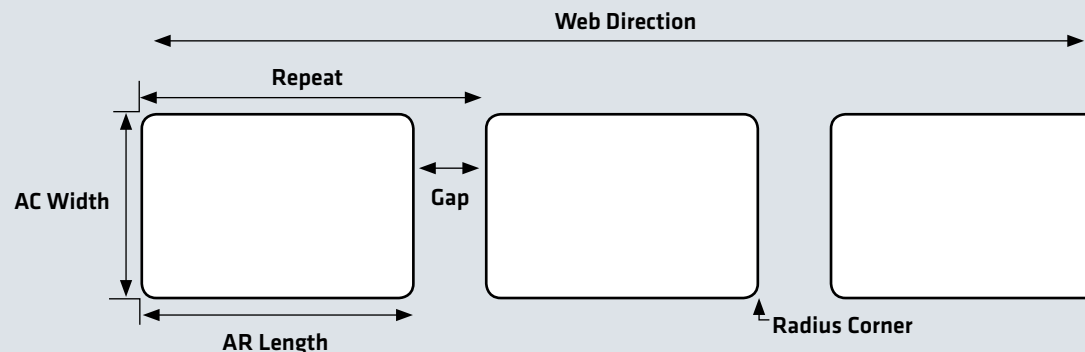 Web Direction
Repeat
AC Width
Gap
Radius Corner
AR Length